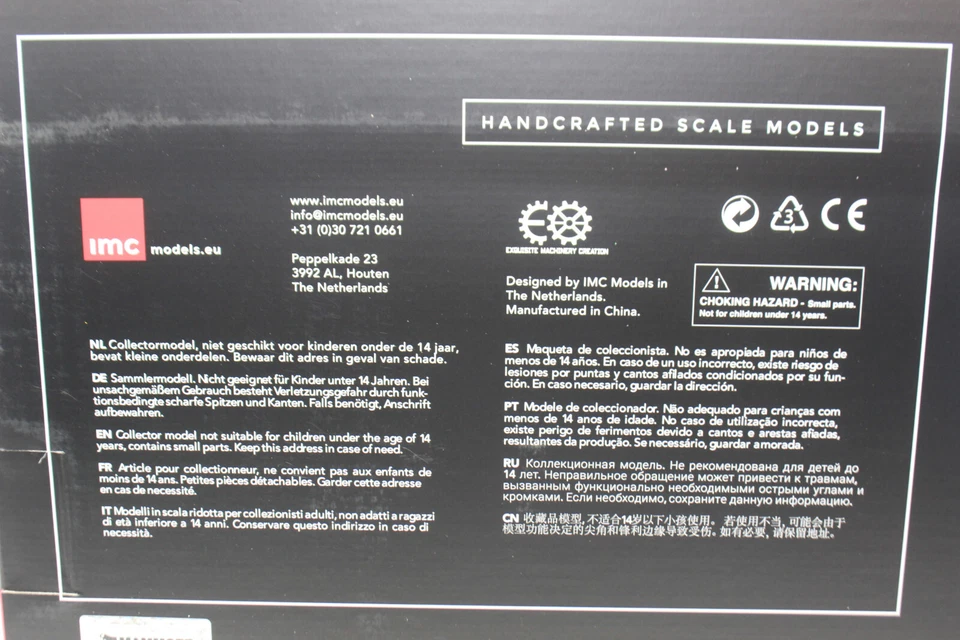 HANDCRAFTED SCALE MODELS
imc models.eu
www.imcmodels.eu
info@imcmodels.eu
+31 (0)30 721 0661
Peppelkade 23
3992 AL, Houten
The Netherlands
EXQUISITE MACHINERY CREATION
Designed by IMC Models in
The Netherlands.
Manufactured in China.
3
CE
WARNING:
CHOKING HAZARD - Small parts.
Not for children under 14 years.
NL Collectormodel, niet geschikt voor kinderen onder de 14 jaar,
bevat kleine onderdelen. Bewaar dit adres in geval van schade.
DE Sammlermodell. Nicht geeignet für Kinder unter 14 Jahren. Bei
unsachgemäßem Gebrauch besteht Verletzungsgefahr durch funk-
tionsbedingte scharfe Spitzen und Kanten. Falls benötigt, Anschrift
aufbewahren.
EN Collector model not suitable for children under the age of 14
years, contains small parts. Keep this address in case of need.
FR Article pour collectionneur, ne convient pas aux enfants de
moins de 14 ans. Petites pièces détachables. Garder cette adresse
en cas de necessité.
IT Modelli in scala ridotta per collezionisti adulti, non adatti a ragazzi
di età inferiore a 14 anni. Conservare questo indirizzo in caso di
necessità.
ES Maqueta de coleccionista. No es apropiada para niños de
menos de 14 años. En caso de un uso incorrecto, existe riesgo de
lesiones por puntas y cantos afilados condicionados por su fun-
ción. En caso necesario, guardar la dirección.
PT Modele de coleccionador. Não adequado para crianças com
menos de 14 anos de idade. No caso de utilização incorrecta,
existe perigo de ferimentos devido a cantos e arestas afiadas,
resultantes da produção. Se necessário, guardar a morada.
RU Коллекционная модель. Не рекомендована для детей до
14 лет. Неправильное обращение может привести к травмам,
вызванным функционально необходимыми острыми углами и
кромками. Если необходимо, сохраните данную информацию.
CN 收藏品模型, 不适合14岁以下小孩使用。 若使用不当, 可能会由于
模型功能决定的尖角和锋利边缘导致受伤。如有必要, 请保留地址。